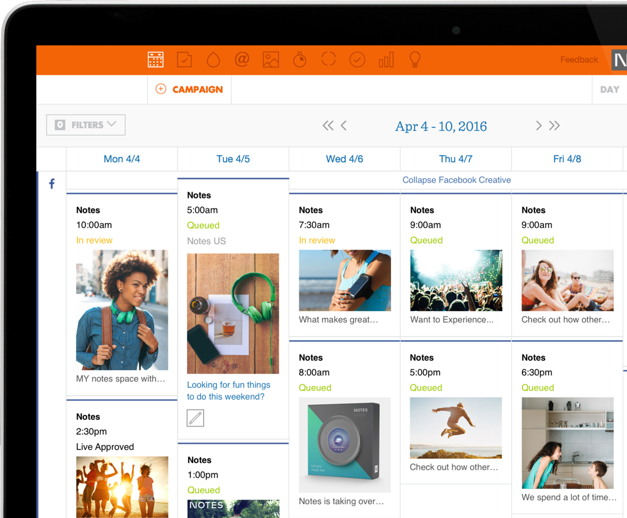 Feedback
N
CAMPAIGN
DAY
0 FILTERS
Apr 4 - 10, 2016
Mon 4/4
Tue 4/5
Wed 4/6
Thu 4/7
Fri 4/8
Collapse Facebook Creative
Notes
10:00am
In review
MY notes space with...
Notes
2:30pm
Live Approved
Notes
5:00am
Queued
Notes US
Looking for fun things
to do this weekend?
Notes
1:00pm
Queued
NOTES
Notes
7:30am
In review
What makes great...
Notes
8:00am
Queued
NOTES
Notes is taking over...
Notes
9:00am
Queued
Want to Experience...
Notes
5:00pm
Queued
Check out how other...
Notes
9:00am
Queued
Check out how other...
Notes
6:30pm
Queued
We spend a lot of time...